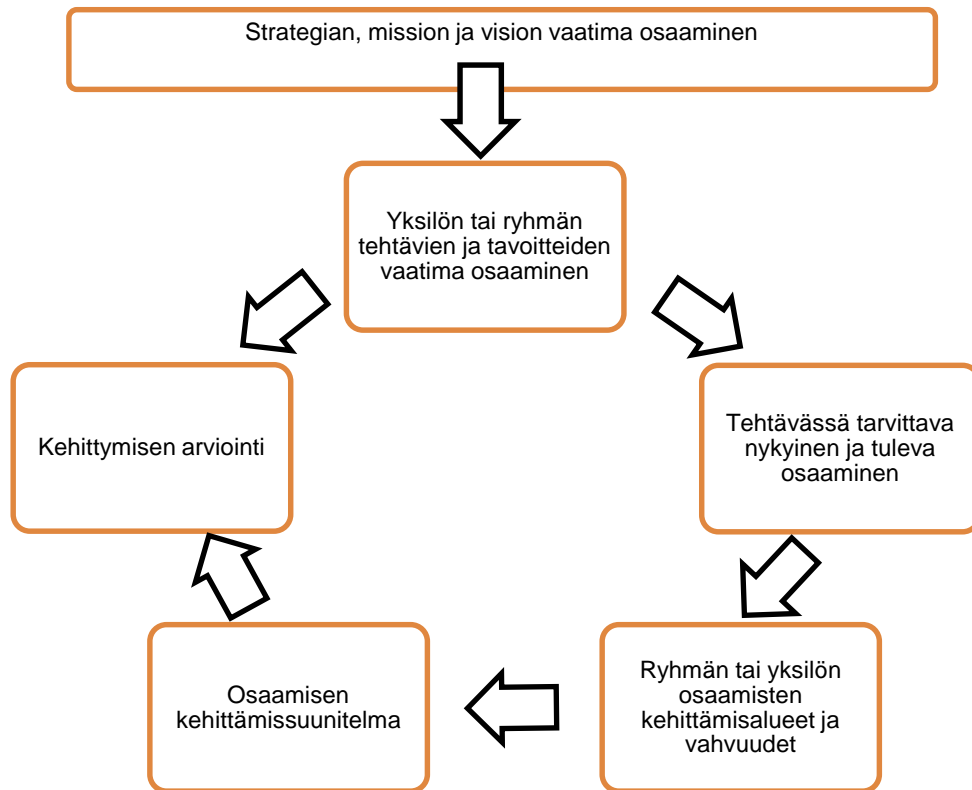 Strategian, mission ja vision vaatima osaaminen
Yksilön tai ryhmän
tehtävien ja tavoitteiden
vaatima osaaminen
Tehtävässä tarvittava
nykyinen ja tuleva
osaaminen
Ryhmän tai yksilön
osaamisten
kehittämisalueet ja
vahvuudet
Osaamisen
kehittämissuunitelma
Kehittymisen arviointi